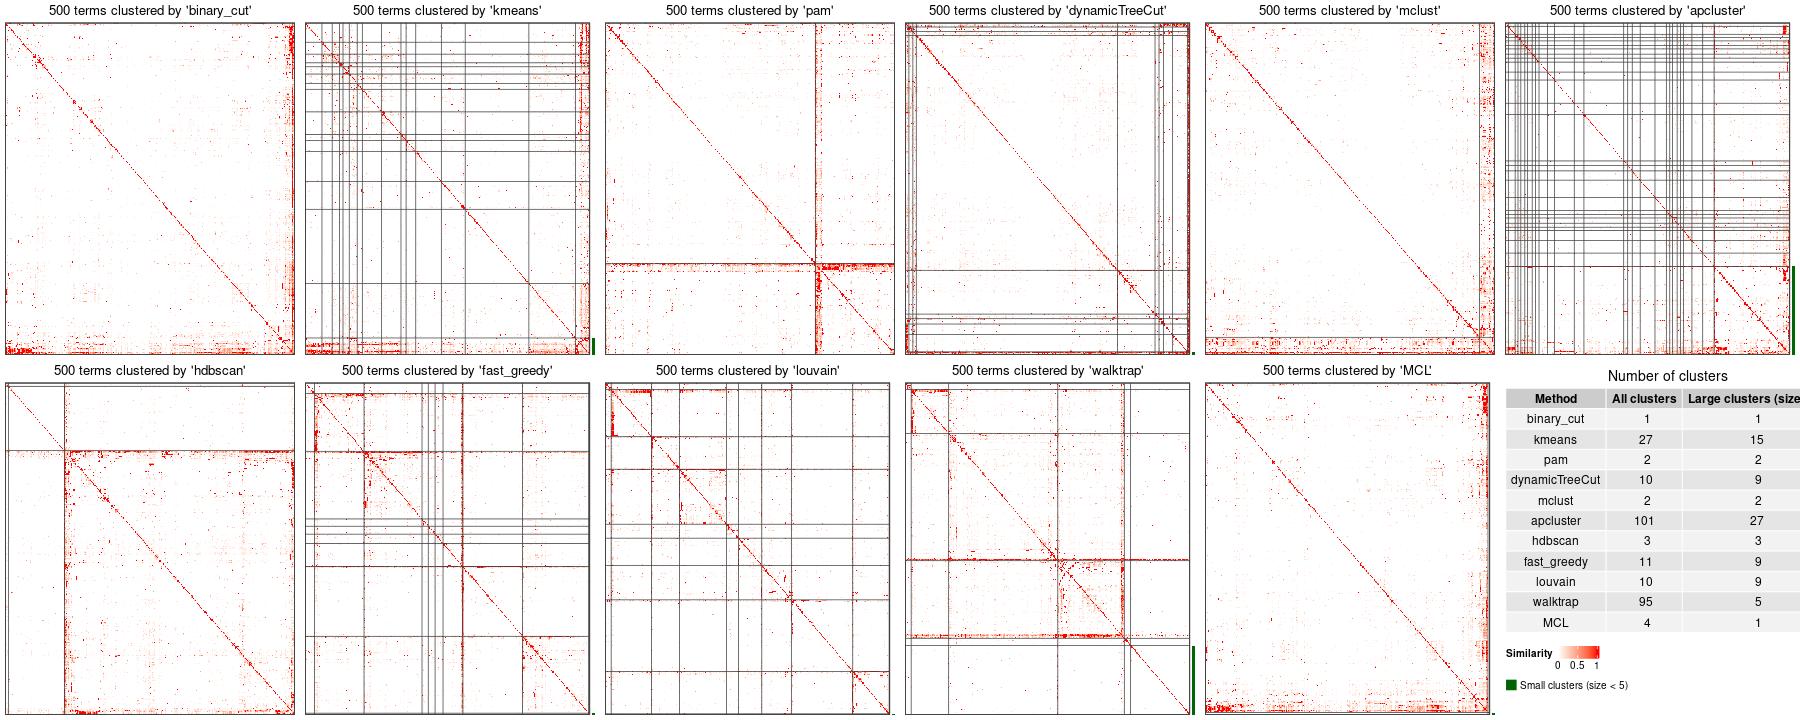 500 terms clustered by 'binary_cut'
500 terms clustered by 'kmeans'
500 terms clustered by 'pam'
500 terms clustered by 'dynamicTreeCut'
500 terms clustered by 'mclust'
500 terms clustered by 'apcluster'
500 terms clustered by 'hdbscan'
500 terms clustered by 'fast_greedy'
500 terms clustered by 'louvain'
500 terms clustered by 'walktrap'
500 terms clustered by 'MCL'
Number of clusters
Method All clusters Large clusters (size
binary_cut 1 1
kmeans 27 15
pam 2 2
dynamicTreeCut 10 9
mclust 2 2
apcluster 101 27
hdbscan 3 3
fast_greedy 11 9
louvain 10 9
walktrap 95 5
MCL 4 1
Similarity
0 0.5 1
Small clusters (size < 5)